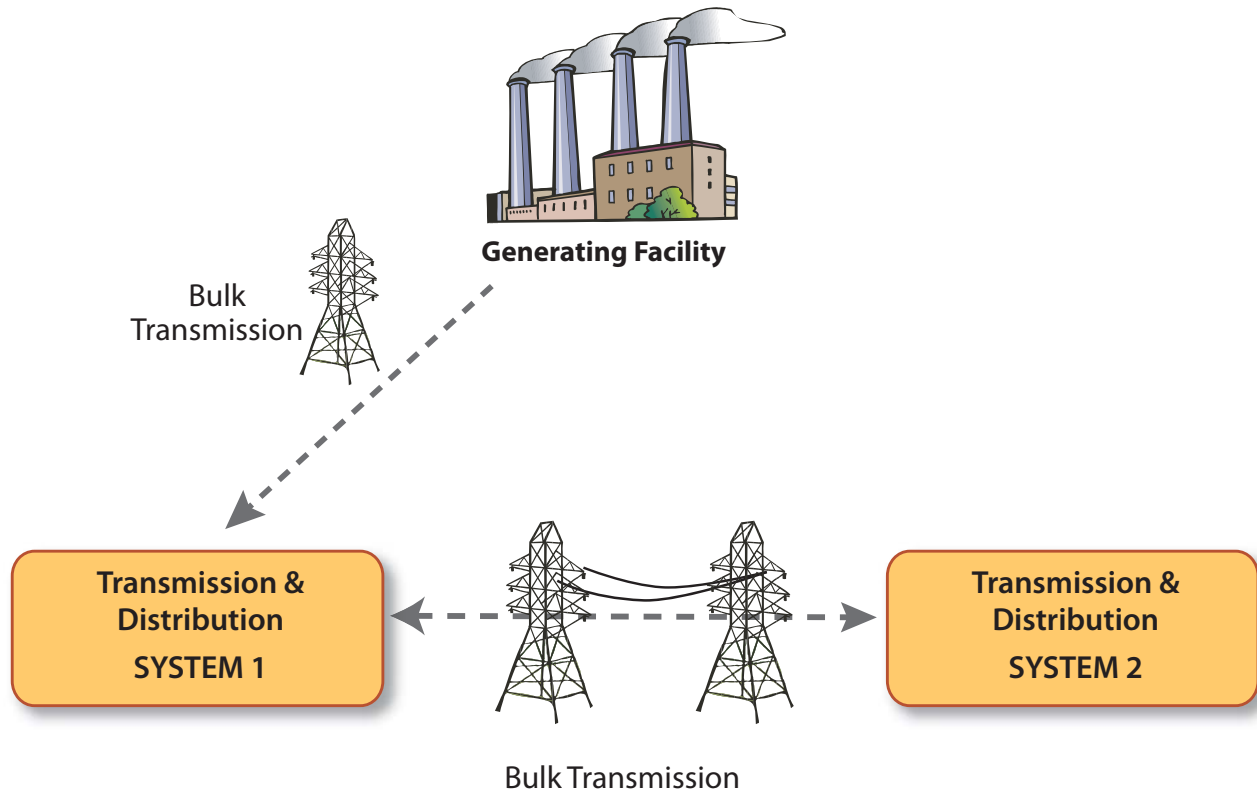 Generating Facility
Bulk
Transmission
Transmission &
Distribution
SYSTEM 1
Transmission &
Distribution
SYSTEM 2
Bulk Transmission